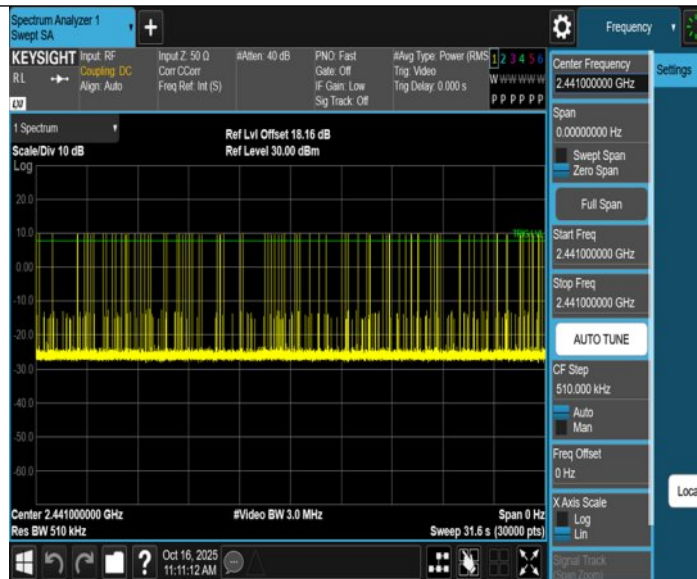 Spectrum Analyzer 1
Swept SA
+
Frequency
KEYSIGHT
RL
LXI
Input: RF
Coupling: DC
Align: Auto
Input Z: 50 Ω
Corr CCorr
Freq Ref: Int (S)
#Atten: 40 dB
PNO: Fast
Gate: Off
IF Gain: Low
Sig Track: Off
#Avg Type: Power (RMS
Trig: Video
Trig Delay: 0.000 s
1 2 3 4 5 6
W W W W W W
P P P P P P
1 Spectrum
Scale/Div 10 dB
Log
Ref Lvl Offset 18.16 dB
Ref Level 30.00 dBm
20.0
10.0
0.00
-10.0
-20.0
-30.0
-40.0
-50.0
-60.0
Center 2.441000000 GHz
Res BW 510 kHz
#Video BW 3.0 MHz
Span 0 Hz
Sweep 31.6 s (30000 pts)
Center Frequency
2.441000000 GHz
Settings
Span
0.00000000 Hz
Swept Span
Zero Span
Full Span
Start Freq
2.441000000 GHz
Stop Freq
2.441000000 GHz
AUTO TUNE
CF Step
510.000 kHz
Auto
Man
Freq Offset
0 Hz
X Axis Scale
Log
Lin
Loca
Signal Track
(Span Zoom)
?
Oct 16, 2025
11:11:12 AM